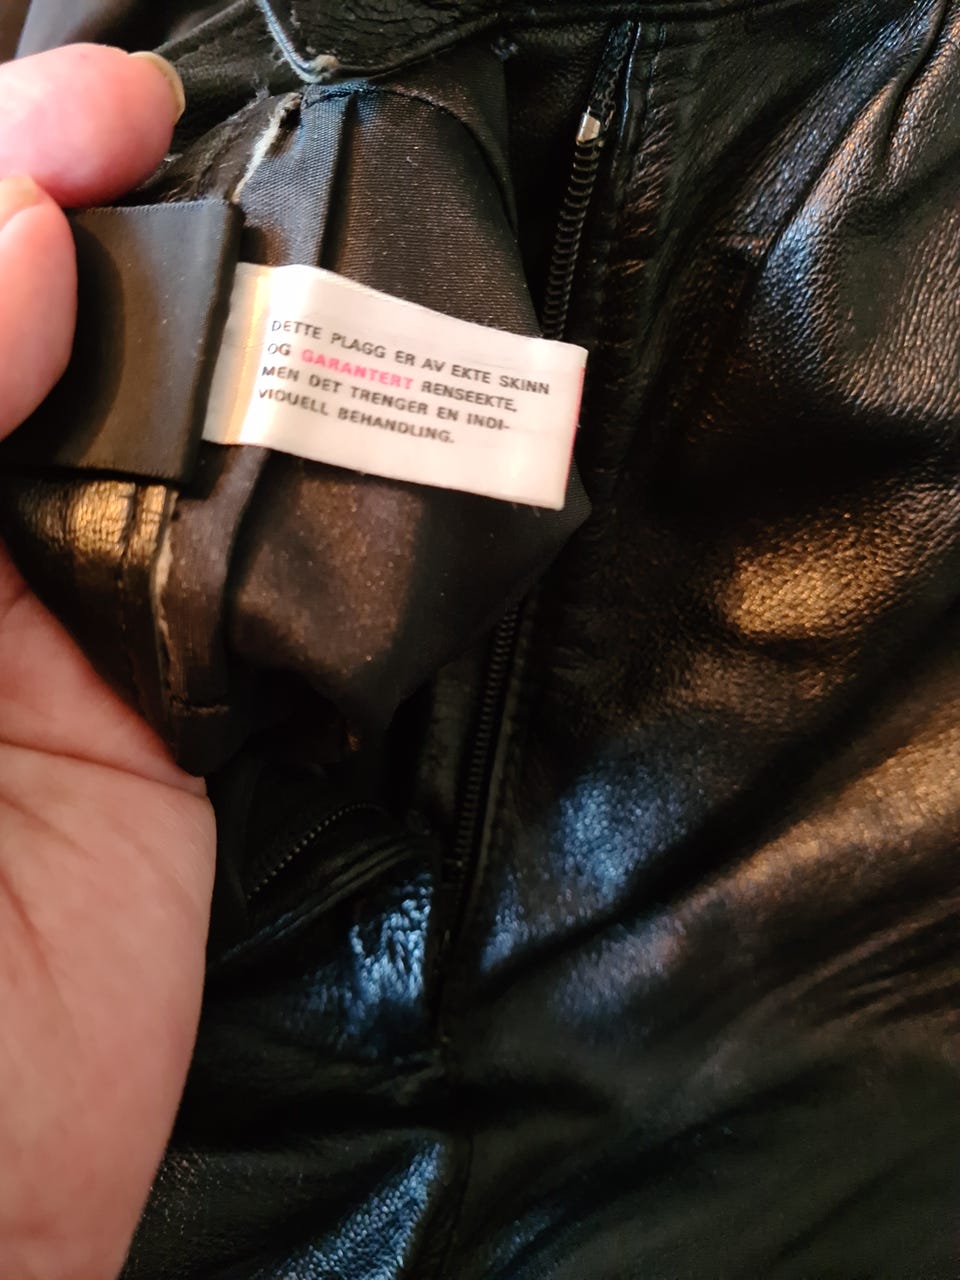 DETTE PLAGG ER AV EKTE SKINN
OG GARANTERT RENSEEKTE,
MEN DET TRENGER EN INDI-
VIDUELL BEHANDLING.